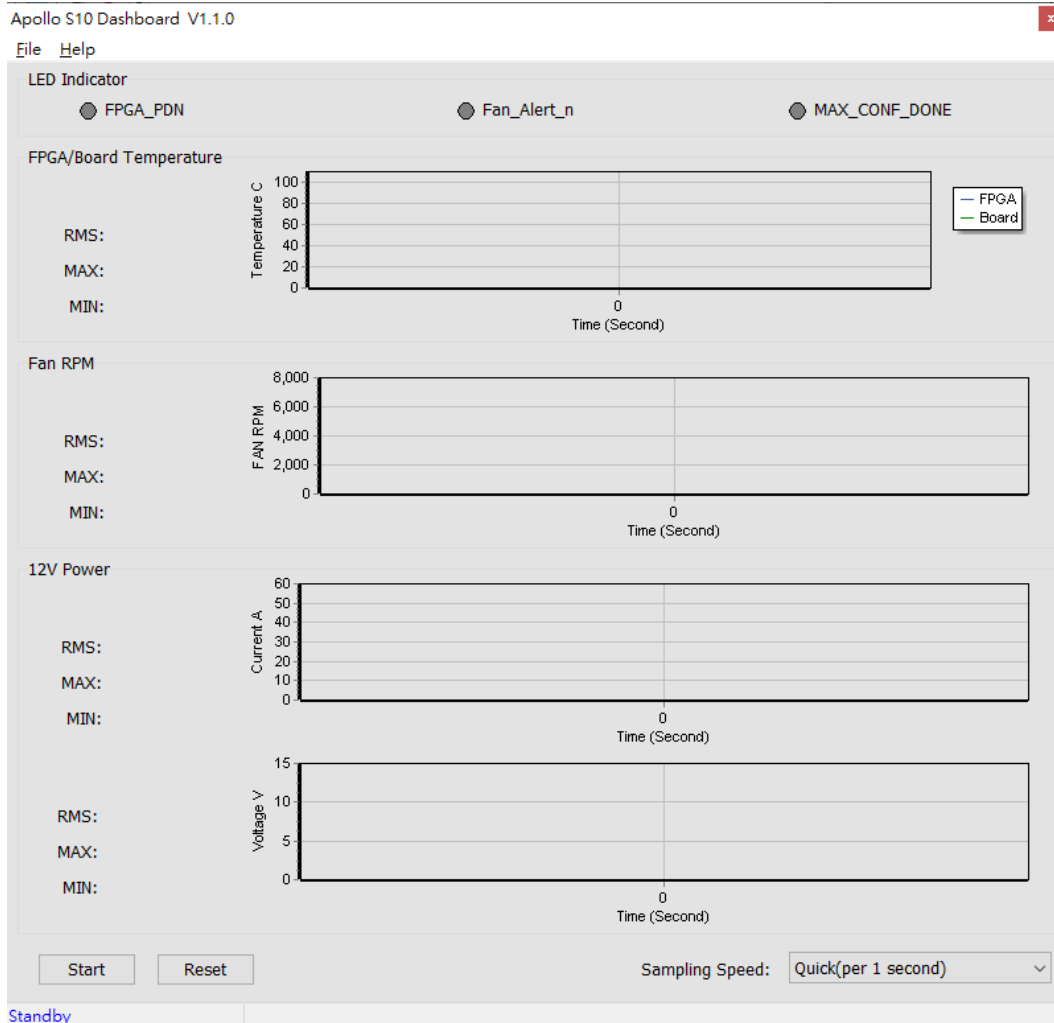 Apollo S10 Dashboard V1.1.0
x
File Help
LED Indicator
FPGA_PDN Fan_Alert_n MAX_CONF_DONE
FPGA/Board Temperature
RMS:
MAX:
MIN:
Temperature C
100
80
60
40
20
0
0
Time (Second)
FPGA
Board
Fan RPM
RMS:
MAX:
MIN:
FAN RPM
8,000
6,000
4,000
2,000
0
0
Time (Second)
12V Power
RMS:
MAX:
MIN:
Current A
60
50
40
30
20
10
0
0
Time (Second)
RMS:
MAX:
MIN:
Voltage V
15
10
5
0
0
Time (Second)
Start Reset Sampling Speed: Quick(per 1 second)
Standby